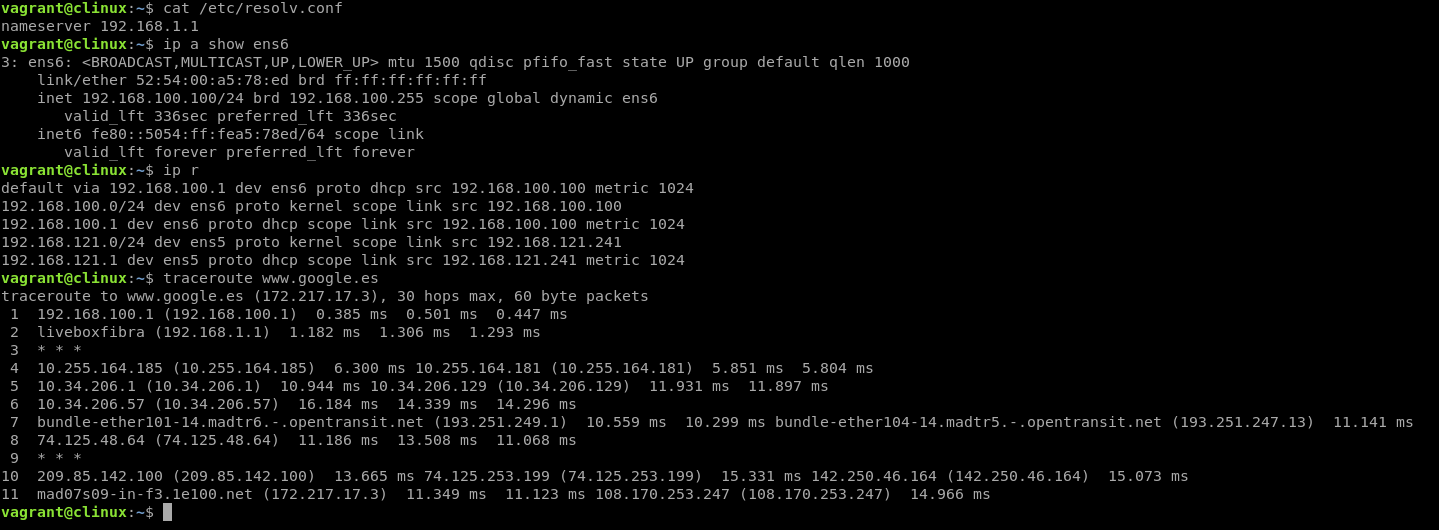 vagrant@clinux:~$ cat /etc/resolv.conf
nameserver 192.168.1.1
vagrant@clinux:~$ ip a show ens6
3: ens6: <BROADCAST,MULTICAST,UP,LOWER_UP> mtu 1500 qdisc pfifo_fast state UP group default qlen 1000
    link/ether 52:54:00:a5:78:ed brd ff:ff:ff:ff:ff:ff
    inet 192.168.100.100/24 brd 192.168.100.255 scope global dynamic ens6
       valid_lft 336sec preferred_lft 336sec
    inet6 fe80::5054:ff:fea5:78ed/64 scope link
       valid_lft forever preferred_lft forever
vagrant@clinux:~$ ip r
default via 192.168.100.1 dev ens6 proto dhcp src 192.168.100.100 metric 1024
192.168.100.0/24 dev ens6 proto kernel scope link src 192.168.100.100
192.168.100.1 dev ens6 proto dhcp scope link src 192.168.100.100 metric 1024
192.168.121.0/24 dev ens5 proto kernel scope link src 192.168.121.241
192.168.121.1 dev ens5 proto dhcp scope link src 192.168.121.241 metric 1024
vagrant@clinux:~$ traceroute www.google.es
traceroute to www.google.es (172.217.17.3), 30 hops max, 60 byte packets
 1  192.168.100.1 (192.168.100.1)  0.385 ms  0.501 ms  0.447 ms
 2  liveboxfibra (192.168.1.1)  1.182 ms  1.306 ms  1.293 ms
 3  * * *
 4  10.255.164.185 (10.255.164.185)  6.300 ms 10.255.164.181 (10.255.164.181)  5.851 ms  5.804 ms
 5  10.34.206.1 (10.34.206.1)  10.944 ms 10.34.206.129 (10.34.206.129)  11.931 ms  11.897 ms
 6  10.34.206.57 (10.34.206.57)  16.184 ms  14.339 ms  14.296 ms
 7  bundle-ether101-14.madtr6.-.opentransit.net (193.251.249.1)  10.559 ms  10.299 ms bundle-ether104-14.madtr5.-.opentransit.net (193.251.247.13)  11.141 ms
 8  74.125.48.64 (74.125.48.64)  11.186 ms  13.508 ms  11.068 ms
 9  * * *
10  209.85.142.100 (209.85.142.100)  13.665 ms 74.125.253.199 (74.125.253.199)  15.331 ms 142.250.46.164 (142.250.46.164)  15.073 ms
11  mad07s09-in-f3.1e100.net (172.217.17.3)  11.349 ms  11.123 ms 108.170.253.247 (108.170.253.247)  14.966 ms
vagrant@clinux:~$